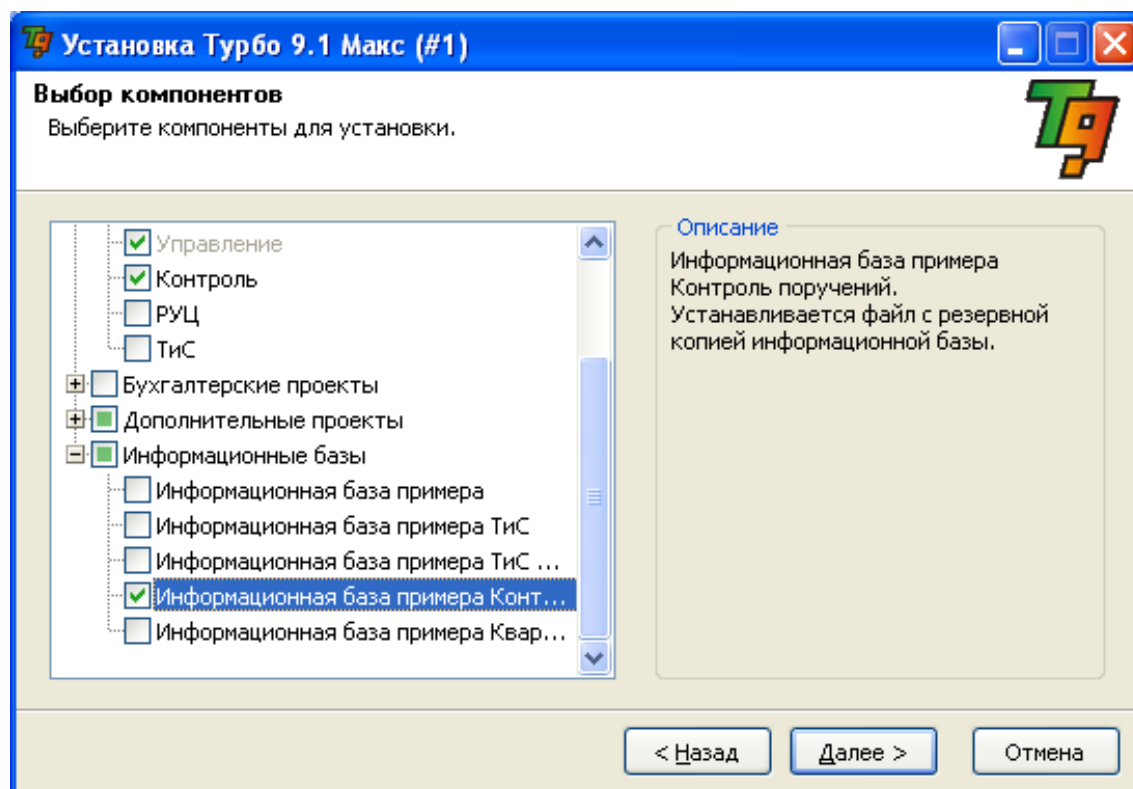 Установка Турбо 9.1 Макс (#1)
Выбор компонентов
Выберите компоненты для установки.
Управление
Контроль
РУЦ
ТиС
Бухгалтерские проекты
Дополнительные проекты
Информационные базы
Информационная база примера
Информационная база примера ТиС
Информационная база примера ТиС ...
Информационная база примера Конт...
Информационная база примера Квар...
Описание
Информационная база примера
Контроль поручений.
Устанавливается файл с резервной
копией информационной базы.
< Назад
Далее >
Отмена